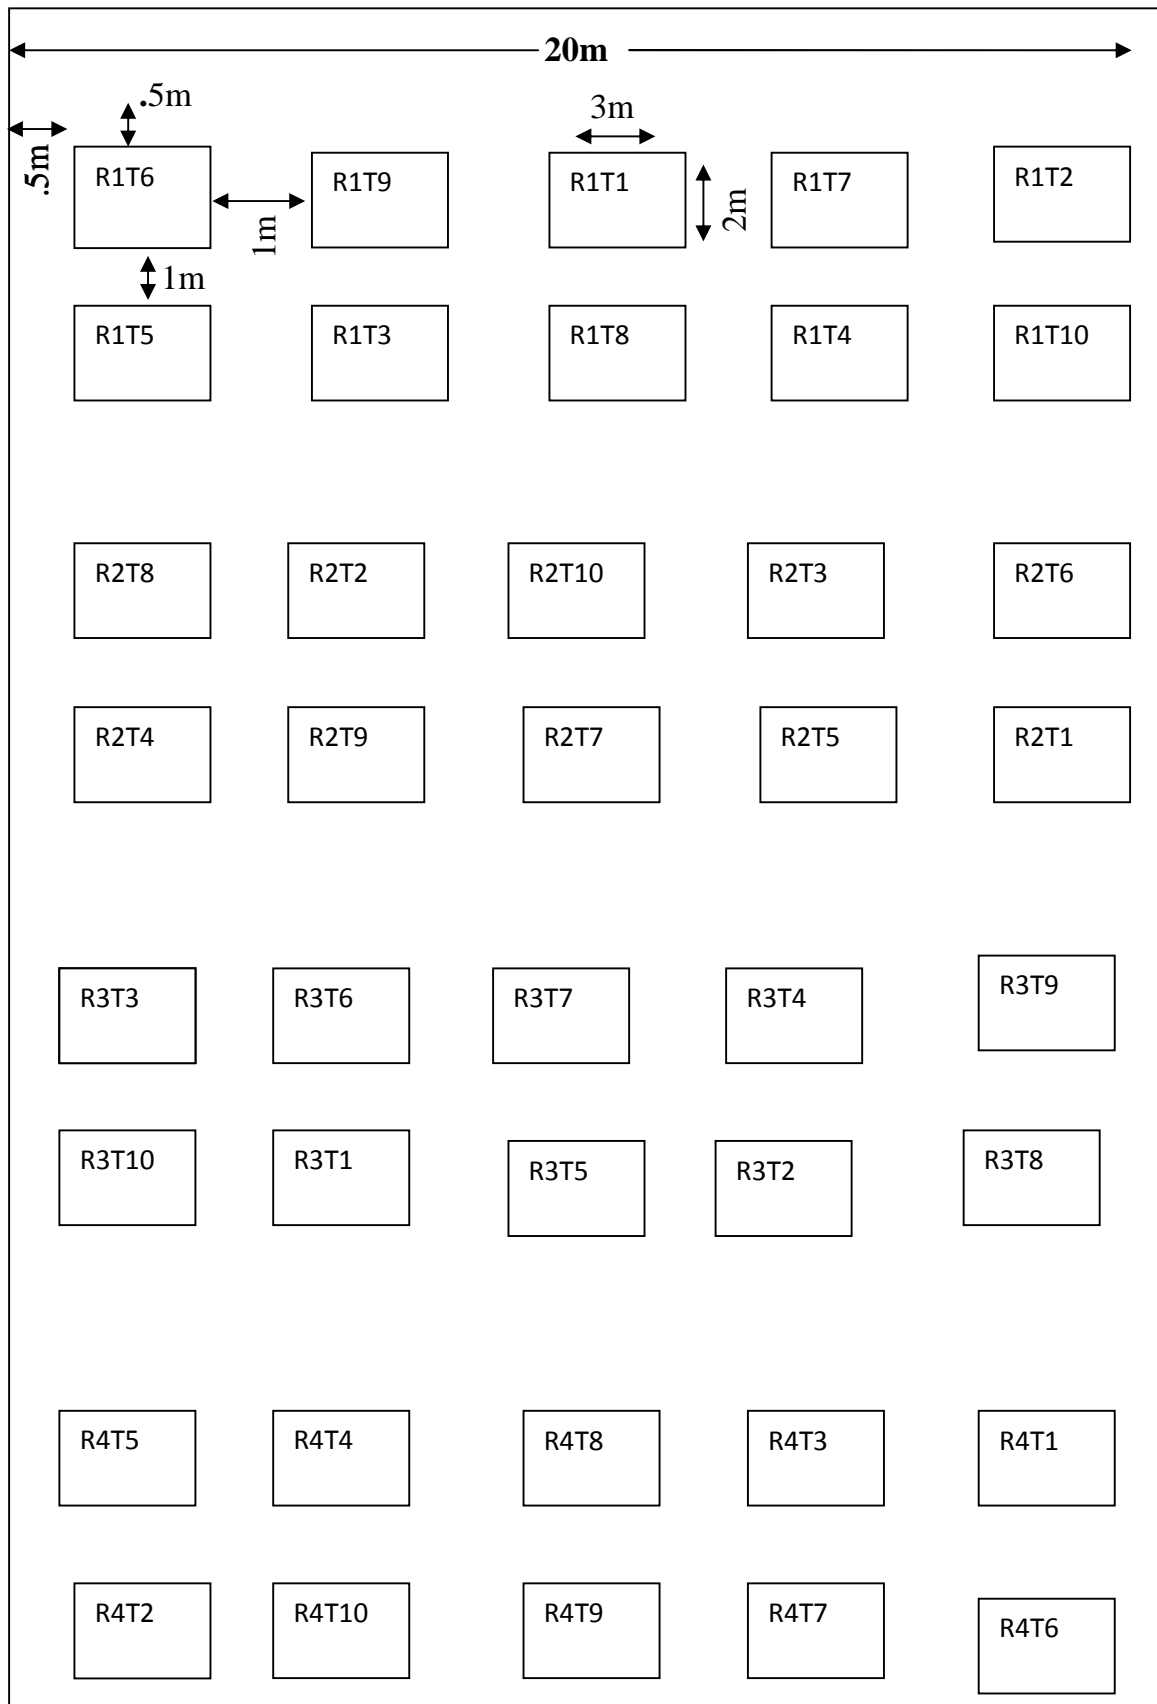 20m
.5m
3m
.5m
R1T6
R1T9
R1T1
R1T7
R1T2
1m
2m
1m
R1T5
R1T3
R1T8
R1T4
R1T10
R2T8
R2T2
R2T10
R2T3
R2T6
R2T4
R2T9
R2T7
R2T5
R2T1
R3T3
R3T6
R3T7
R3T4
R3T9
R3T10
R3T1
R3T5
R3T2
R3T8
R4T5
R4T4
R4T8
R4T3
R4T1
R4T2
R4T10
R4T9
R4T7
R4T6